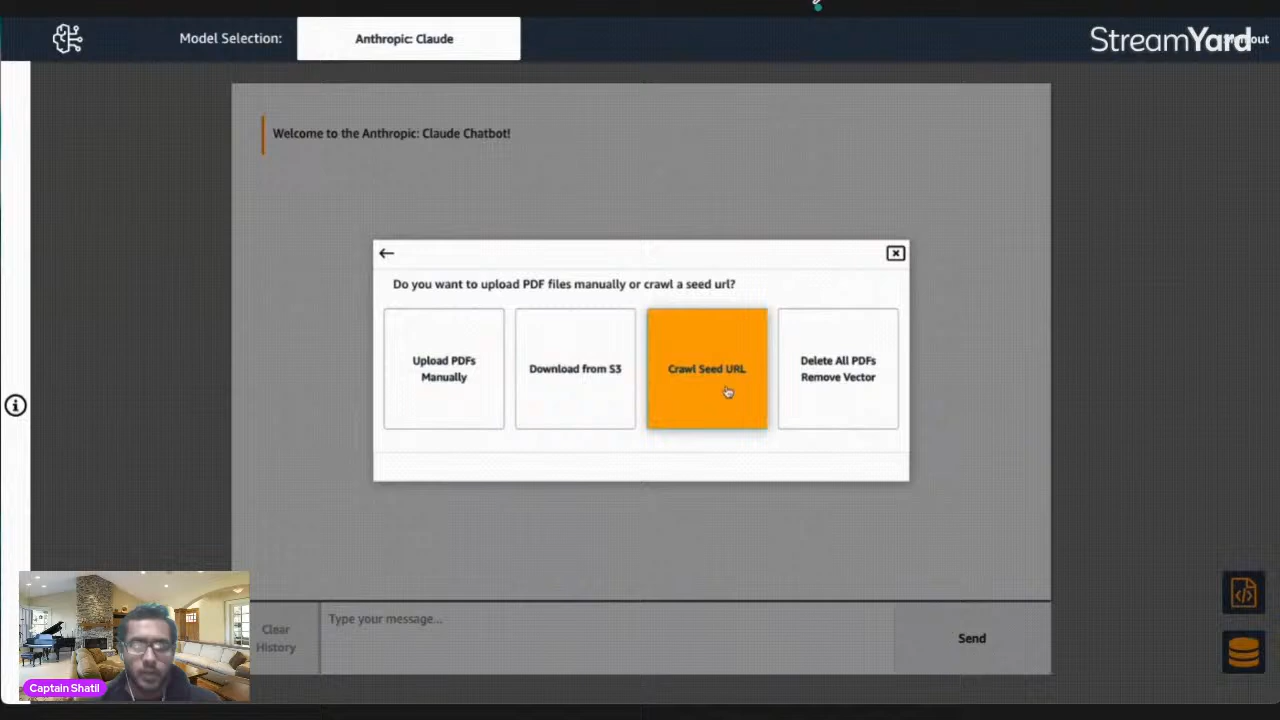 Model Selection:
Anthropic: Claude
StreamYard
out
Welcome to the Anthropic: Claude Chatbot!
Do you want to upload PDF files manually or crawl a seed url?
Upload PDFs
Manually
Download from S3
Crawl Seed URL
Delete All PDFs
Remove Vector
Clear
History
Type your message...
Send
Captain Shatil